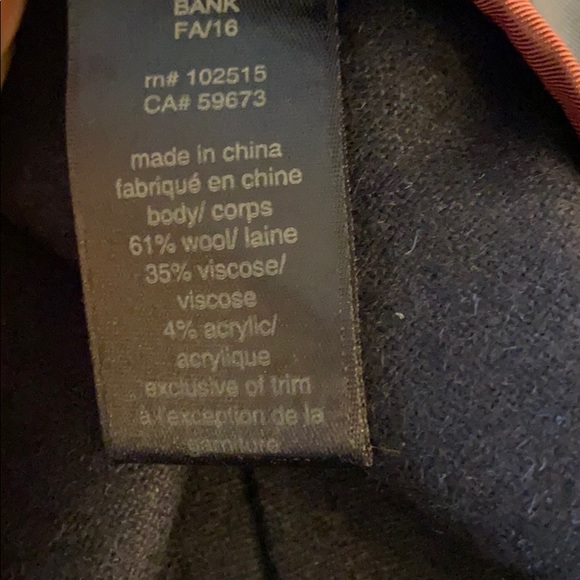 BANK
FA/16
rn# 102515
CA# 59673
made in china
fabriqué en chine
body/ corps
61% wool/ laine
35% viscose/
viscose
4% acrylic/
acrylique
exclusive of trim
à l'exception de la
garniture